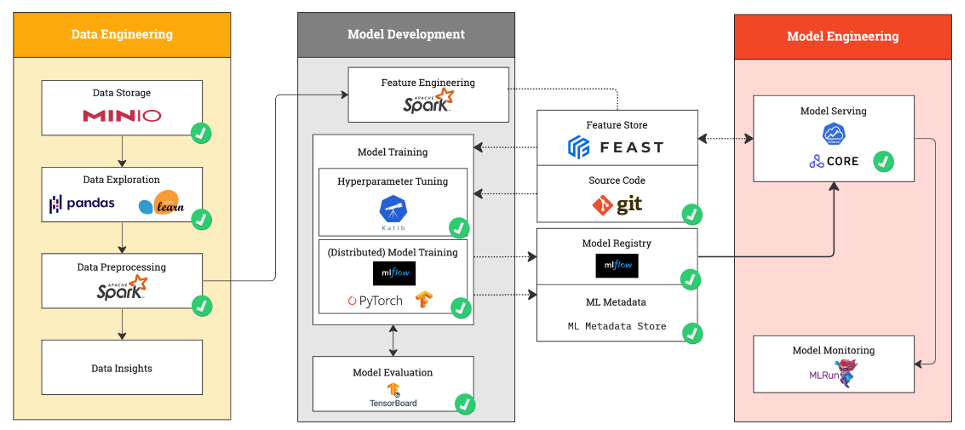 Data Engineering
Data Storage
MINIO
Data Exploration
pandas
learn
Data Preprocessing
APACHE
Spark
Data Insights
Model Development
Feature Engineering
APACHE
Spark
Model Training
Hyperparameter Tuning
Katib
(Distributed) Model Training
mlflow
PyTorch
Model Evaluation
TensorBoard
Feature Store
FEAST
Source Code
git
Model Registry
mlflow
ML Metadata
ML Metadata Store
Model Engineering
Model Serving
CORE
Model Monitoring
MLRun